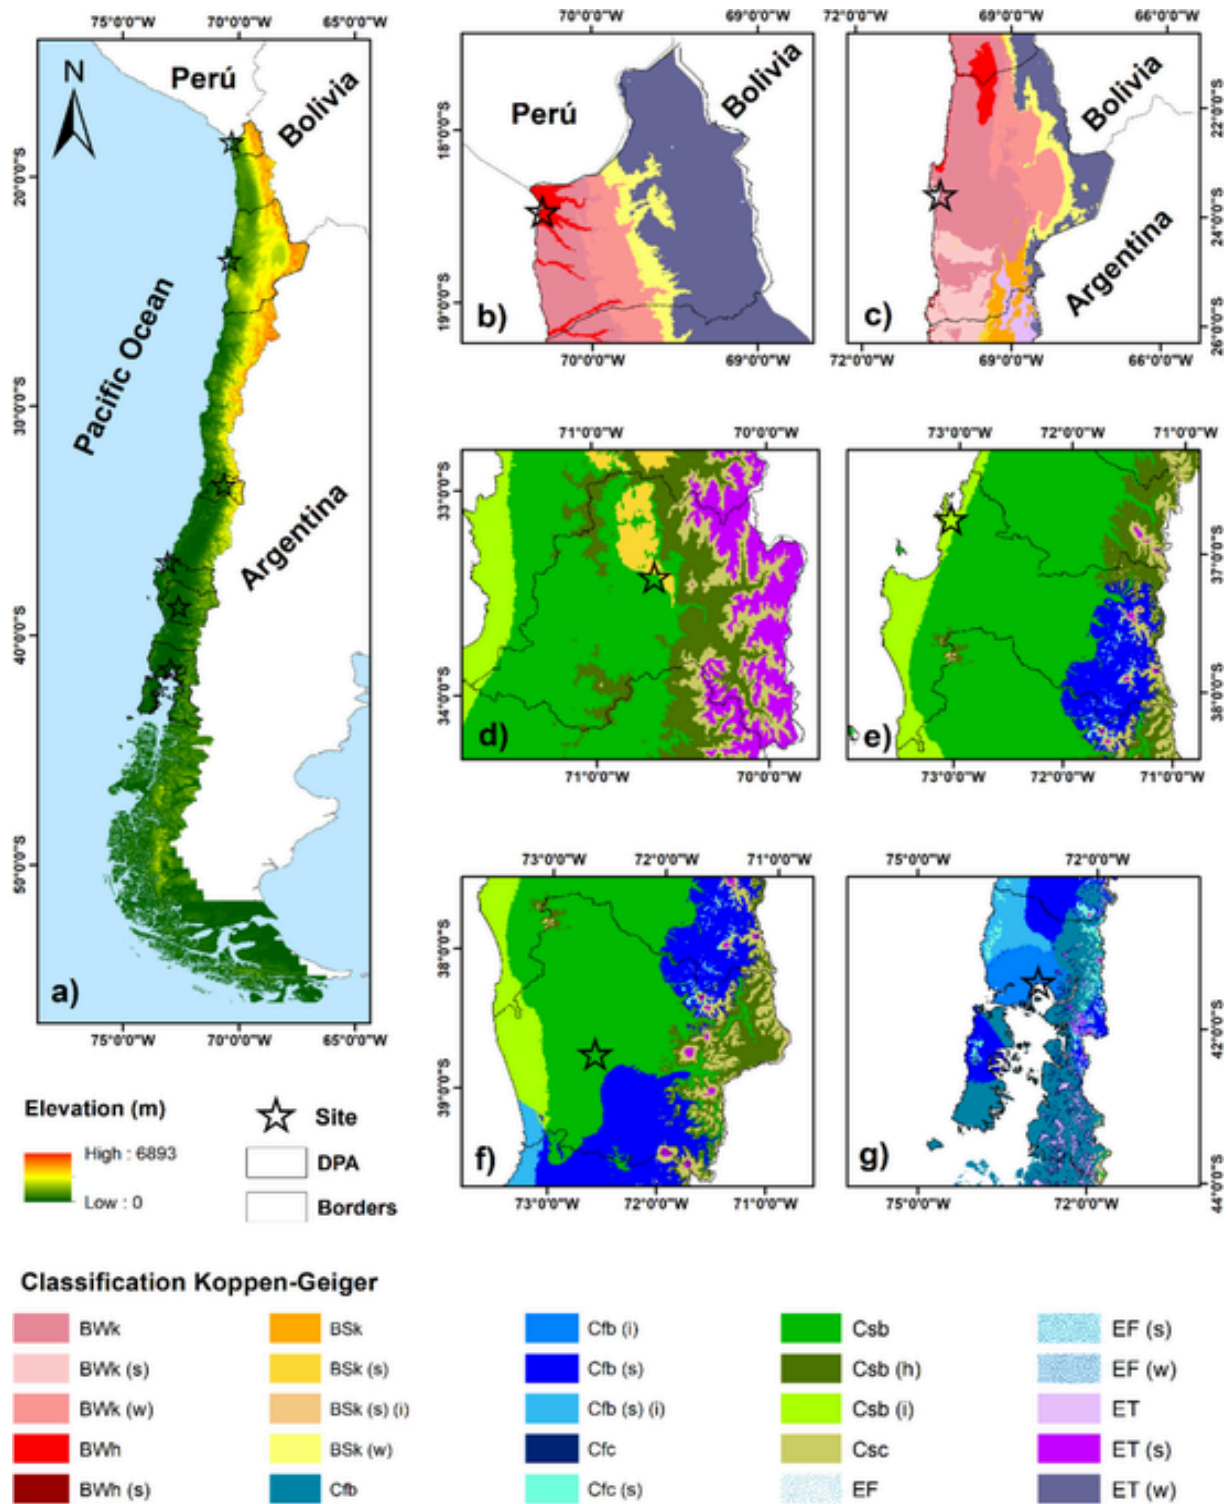 75°0'0"W 70°0'0"W 65°0'0"W
N
Perú
Bolivia
Pacific Ocean
Argentina
20°0'0"S
30°0'0"S
40°0'0"S
50°0'0"S
a)
75°0'0"W 70°0'0"W 65°0'0"W
70°0'0"W 69°0'0"W
Perú
Bolivia
18°0'0"S
19°0'0"S
b)
70°0'0"W 69°0'0"W
72°0'0"W 69°0'0"W 66°0'0"W
Bolivia
Argentina
22°0'0"S
24°0'0"S
26°0'0"S
c)
72°0'0"W 69°0'0"W 66°0'0"W
71°0'0"W 70°0'0"W
33°0'0"S
34°0'0"S
d)
71°0'0"W 70°0'0"W
73°0'0"W 72°0'0"W 71°0'0"W
37°0'0"S
38°0'0"S
e)
73°0'0"W 72°0'0"W 71°0'0"W
73°0'0"W 72°0'0"W 71°0'0"W
38°0'0"S
39°0'0"S
f)
73°0'0"W 72°0'0"W 71°0'0"W
75°0'0"W 72°0'0"W
42°0'0"S
44°0'0"S
g)
75°0'0"W 72°0'0"W
Elevation (m)
High : 6893
Low : 0
Site
DPA
Borders
Classification Koppen-Geiger
BWk BSk Cfb (i) Csb EF (s)
BWk (s) BSk (s) Cfb (s) Csb (h) EF (w)
BWk (w) BSk (s) (i) Cfb (s) (i) Csb (i) ET
BWh BSk (w) Cfc Csc ET (s)
BWh (s) Cfb Cfc (s) EF ET (w)